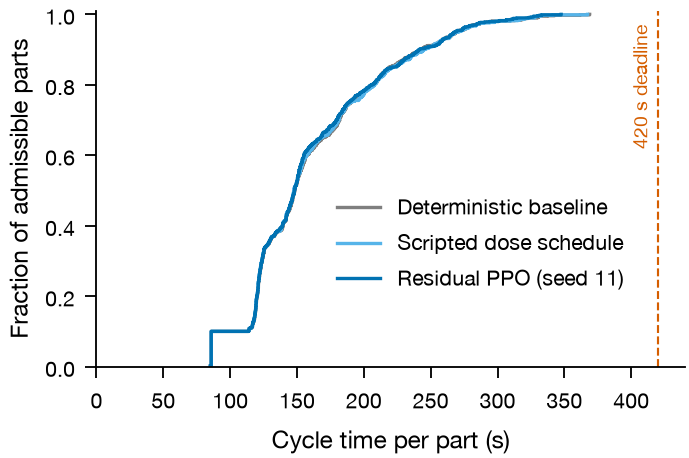 1.0
0.8
0.6
0.4
0.2
0.0
Fraction of admissible parts
420 s deadline
Deterministic baseline
Scripted dose schedule
Residual PPO (seed 11)
0 50 100 150 200 250 300 350 400
Cycle time per part (s)